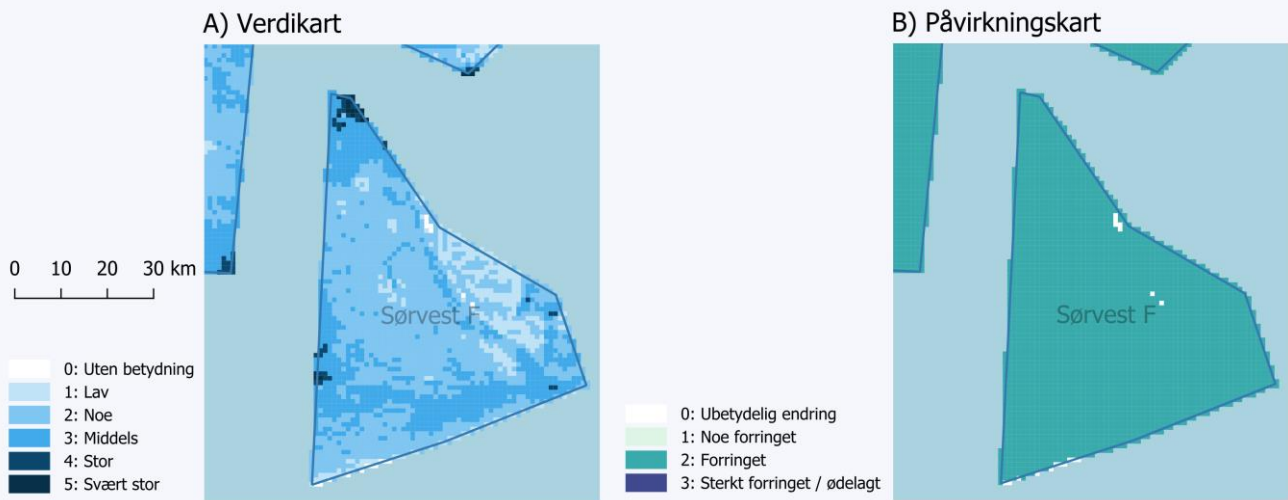 A) Verdikart
B) Påvirkningskart
0 10 20 30 km
Sørvest F
Sørvest F
0: Uten betydning
1: Lav
2: Noe
3: Middels
4: Stor
5: Svært stor
0: Ubetydelig endring
1: Noe forringet
2: Forringet
3: Sterkt forringet / ødelagt